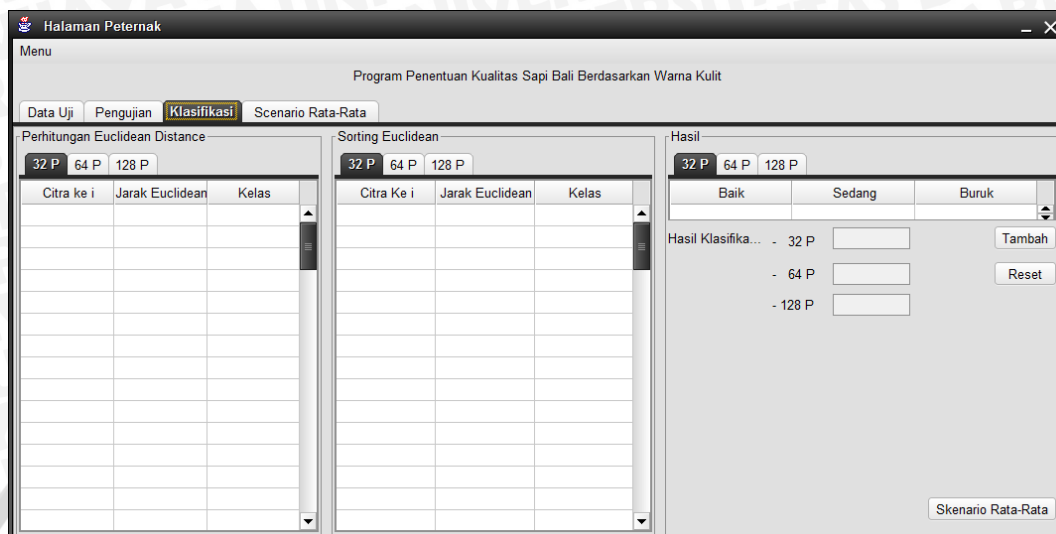 Halaman Peternak
Menu
Program Penentuan Kualitas Sapi Bali Berdasarkan Warna Kulit
Data Uji Pengujian Klasifikasi Scenario Rata-Rata
Perhitungan Euclidean Distance
32 P 64 P 128 P
Citra ke i Jarak Euclidean Kelas
Sorting Euclidean
32 P 64 P 128 P
Citra Ke i Jarak Euclidean Kelas
Hasil
32 P 64 P 128 P
Baik Sedang Buruk
Hasil Klasifika... - 32 P Tambah
- 64 P Reset
- 128 P
Skenario Rata-Rata